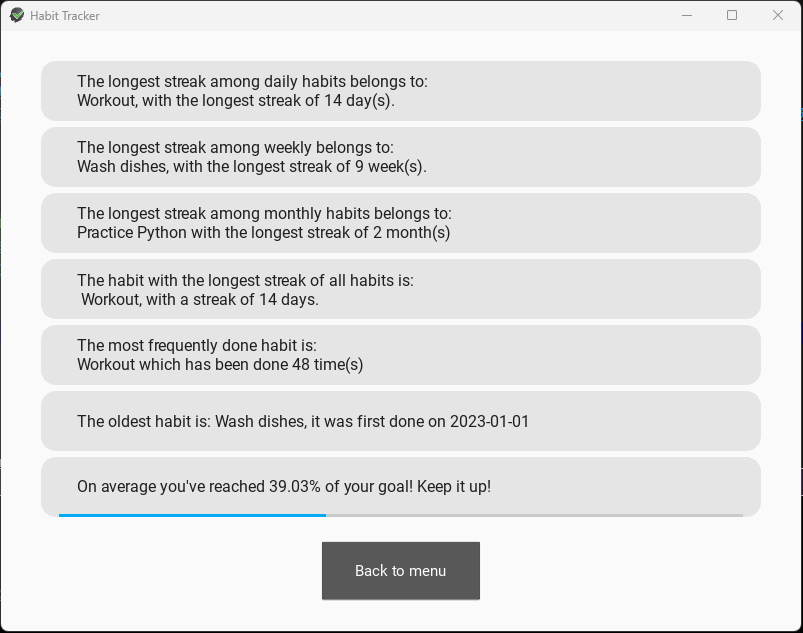 Habit Tracker
The longest streak among daily habits belongs to:
Workout, with the longest streak of 14 day(s).
The longest streak among weekly belongs to:
Wash dishes, with the longest streak of 9 week(s).
The longest streak among monthly habits belongs to:
Practice Python with the longest streak of 2 month(s)
The habit with the longest streak of all habits is:
Workout, with a streak of 14 days.
The most frequently done habit is:
Workout which has been done 48 time(s)
The oldest habit is: Wash dishes, it was first done on 2023-01-01
On average you've reached 39.03% of your goal! Keep it up!
Back to menu